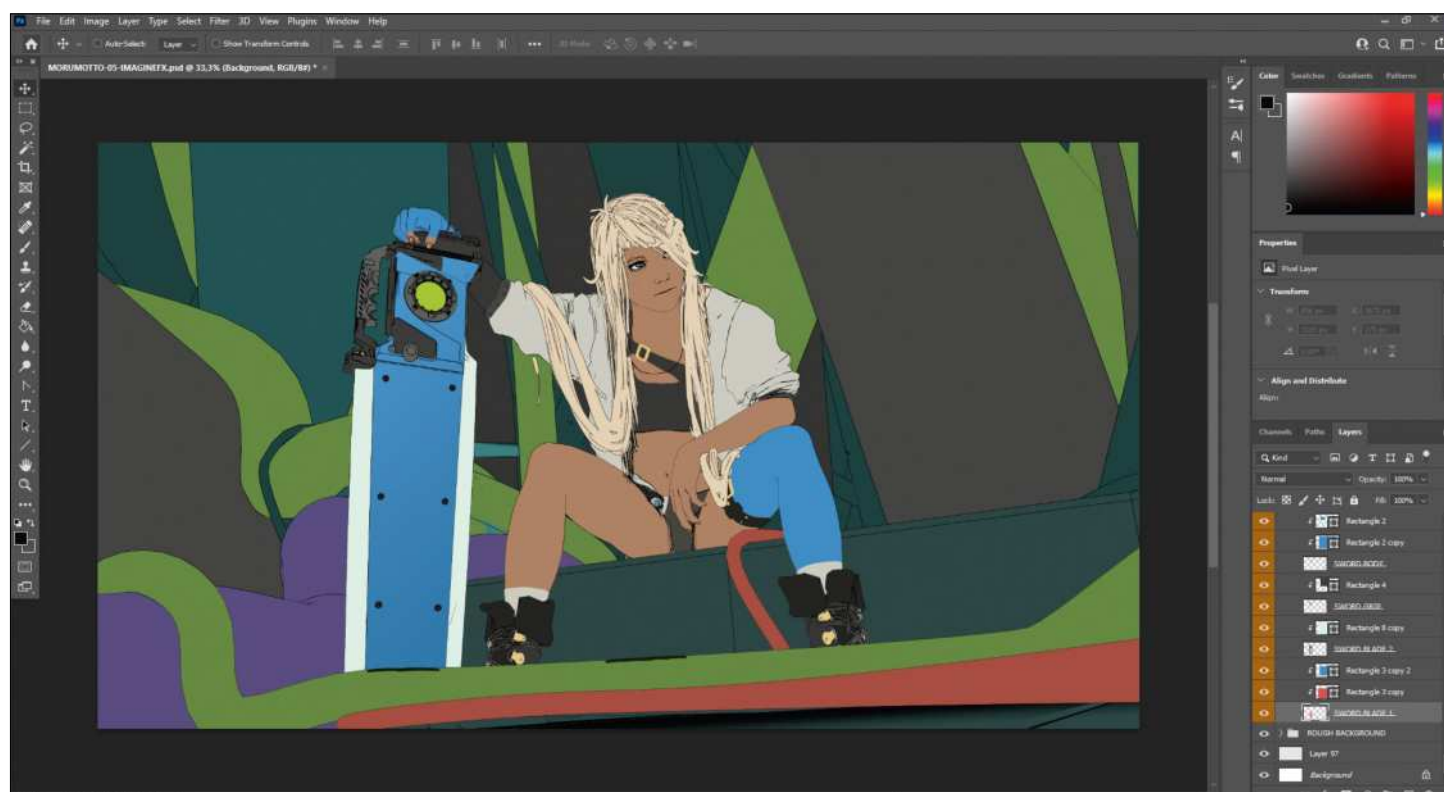 Ps File Edit Image Layer Type Select Filter 3D View Plugins Window Help
Auto-Select: Layer Show Transform Controls 3D Mode:
MORUMOTTO-05-IMAGINEFX.psd @ 33,3% (Background, RGB/8#) *
Color Swatches Gradients Patterns
Properties
Pixel Layer
Transform
Align and Distribute
Align:
Channels Paths Layers
Kind
Normal Opacity: 100%
Lock: Fill: 100%
Rectangle 2
Rectangle 2 copy
SWORD BODY
Rectangle 4
SWORD GRIP
Rectangle 8 copy
SWORD BLADE 2
Rectangle 3 copy 2
Rectangle 3 copy
SWORD BLADE 1
ROUGH BACKGROUND
Layer 97
Background